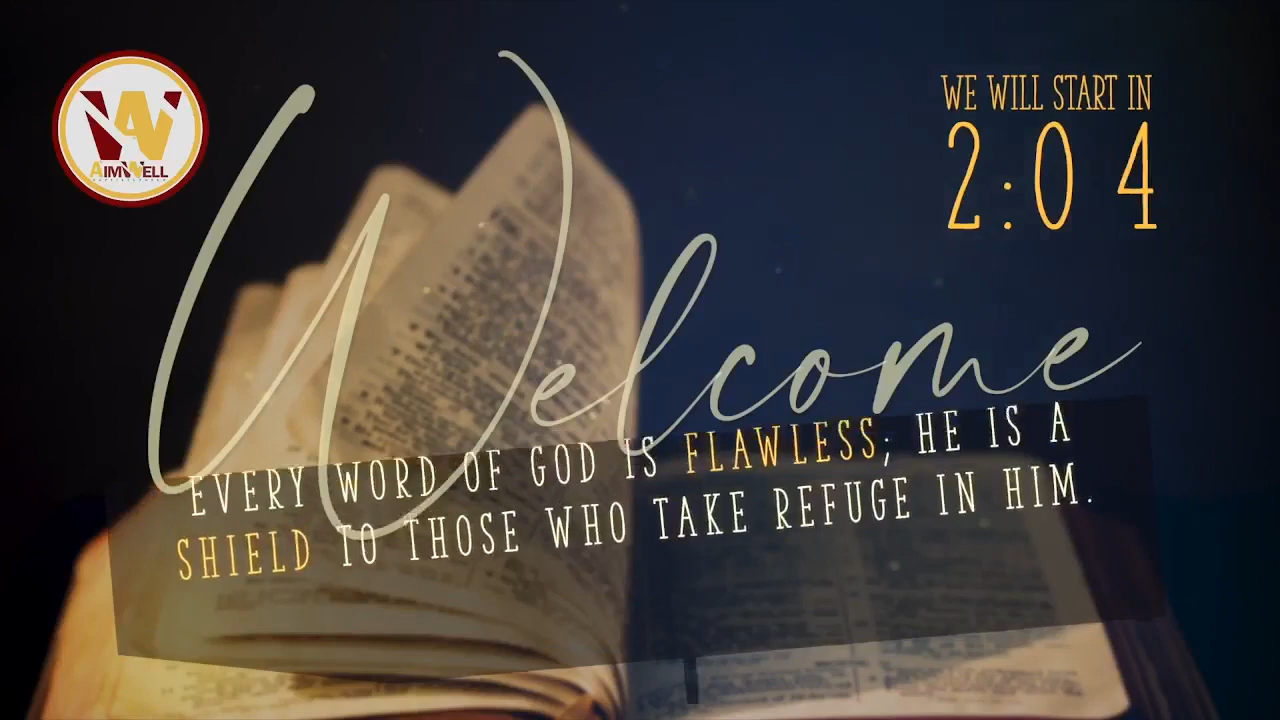 AIMWELL
WE WILL START IN
2:04
Welcome
EVERY WORD OF GOD IS FLAWLESS; HE IS A
SHIELD TO THOSE WHO TAKE REFUGE IN HIM.